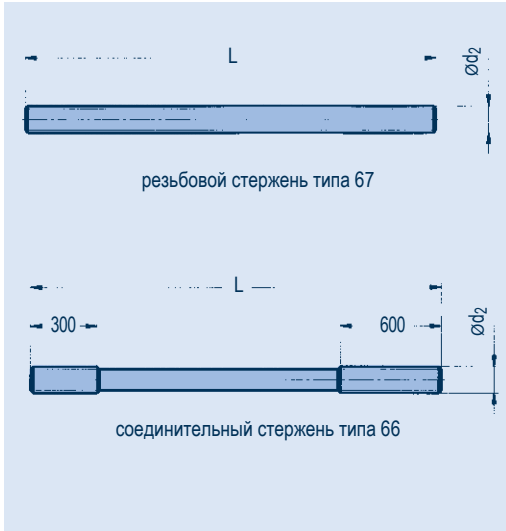 L
Ød2
резьбовой стержень типа 67
L
300
600
Ød2
соединительный стержень типа 66